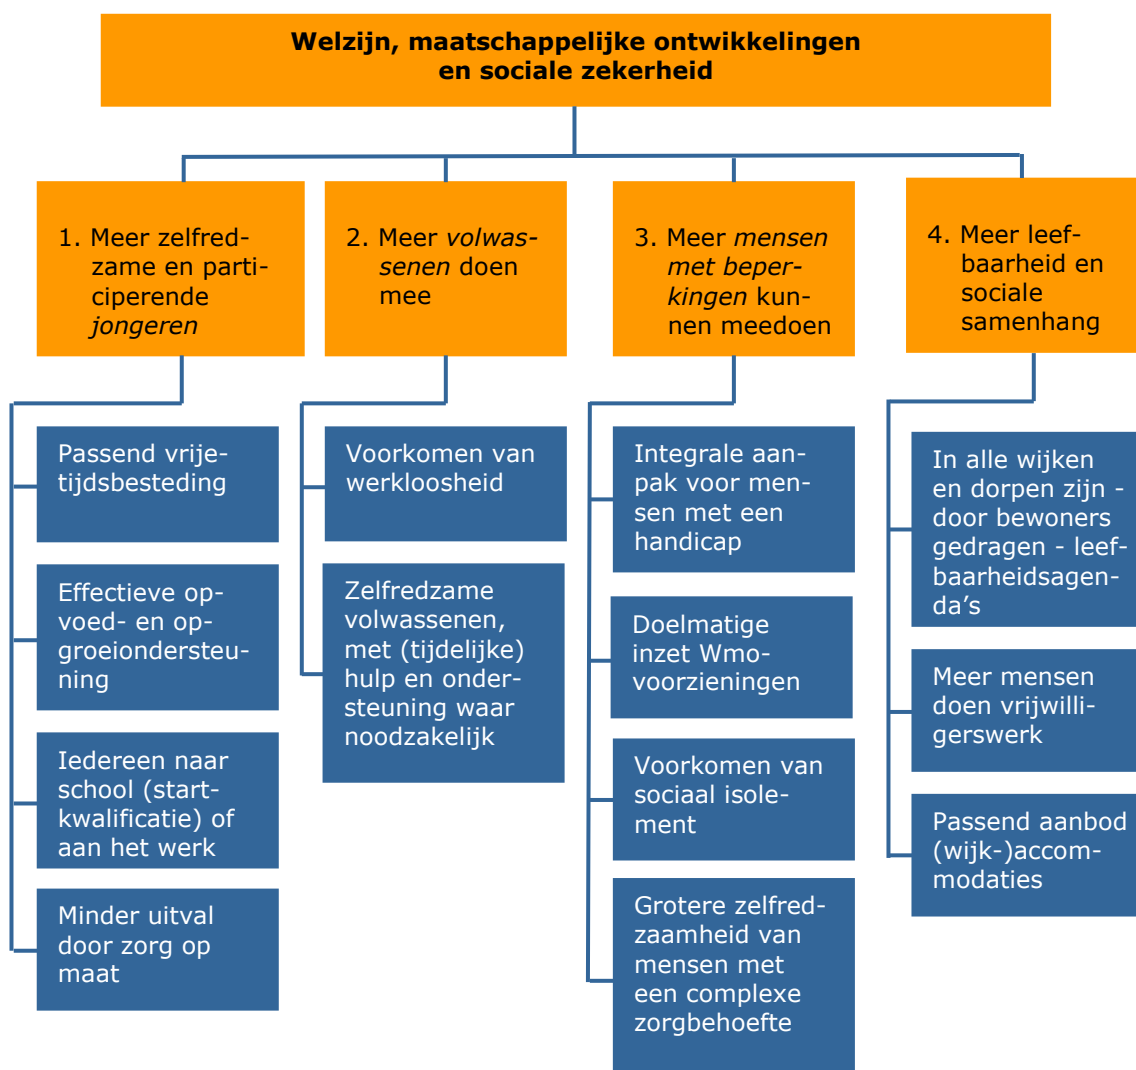 Welzijn, maatschappelijke ontwikkelingen
en sociale zekerheid
1. Meer zelfred-
zame en parti-
ciperende
jongeren
Passend vrije-
tijdsbesteding
Effectieve op-
voed- en op-
groeiondersteu-
ning
Iedereen naar
school (start-
kwalificatie) of
aan het werk
Minder uitval
door zorg op
maat
2. Meer volwas-
senen doen
mee
Voorkomen van
werkloosheid
Zelfredzame
volwassenen,
met (tijdelijke)
hulp en onder-
steuning waar
noodzakelijk
3. Meer mensen
met beper-
kingen kun-
nen meedoen
Integrale aan-
pak voor men-
sen met een
handicap
Doelmatige
inzet Wmo-
voorzieningen
Voorkomen van
sociaal isole-
ment
Grotere zelfred-
zaamheid van
mensen met
een complexe
zorgbehoefte
4. Meer leef-
baarheid en
sociale
samenhang
In alle wijken
en dorpen zijn -
door bewoners
gedragen - leef-
baarheidsagen-
da’s
Meer mensen
doen vrijwilli-
gerswerk
Passend aanbod
(wijk-)accom-
modaties